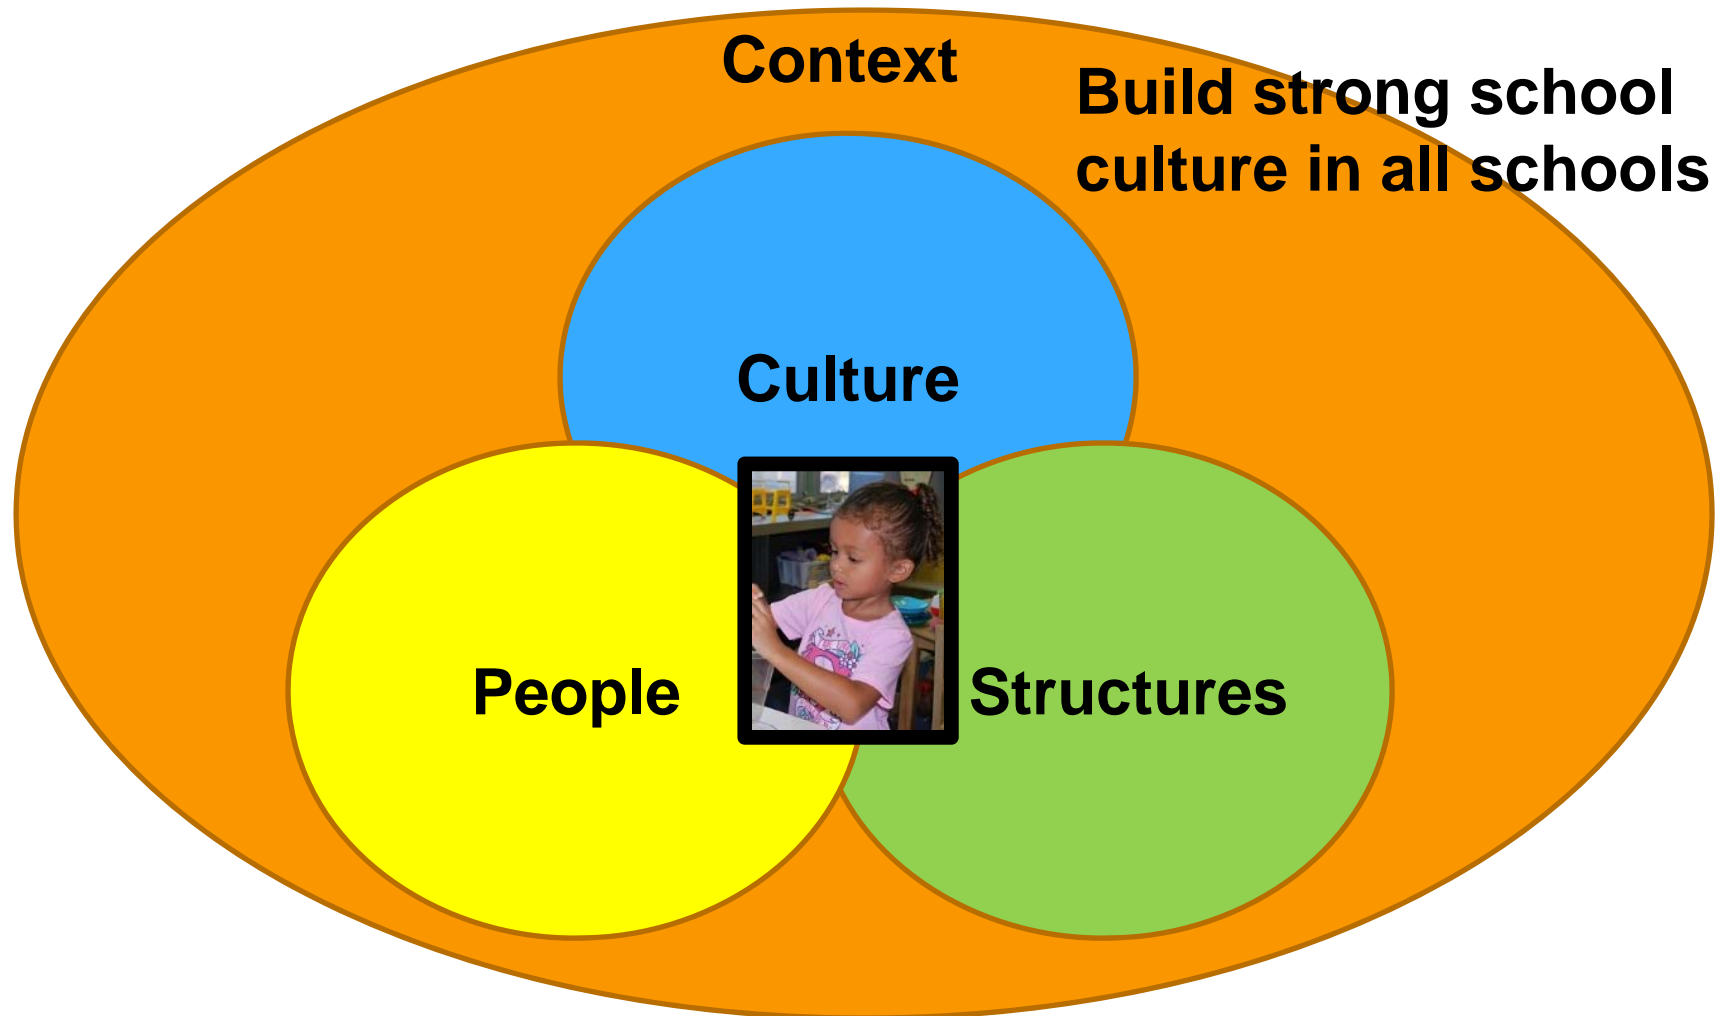 Context
Build strong school
culture in all schools
Culture
People
Structures